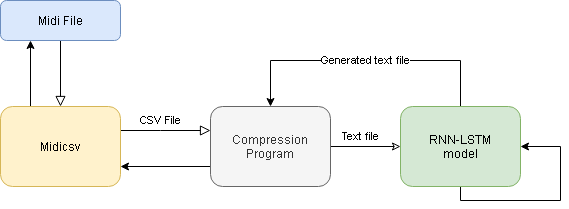 Midi File
Generated text file
CSV File
Midicsv
Compression
Program
Text file
RNN-LSTM
model